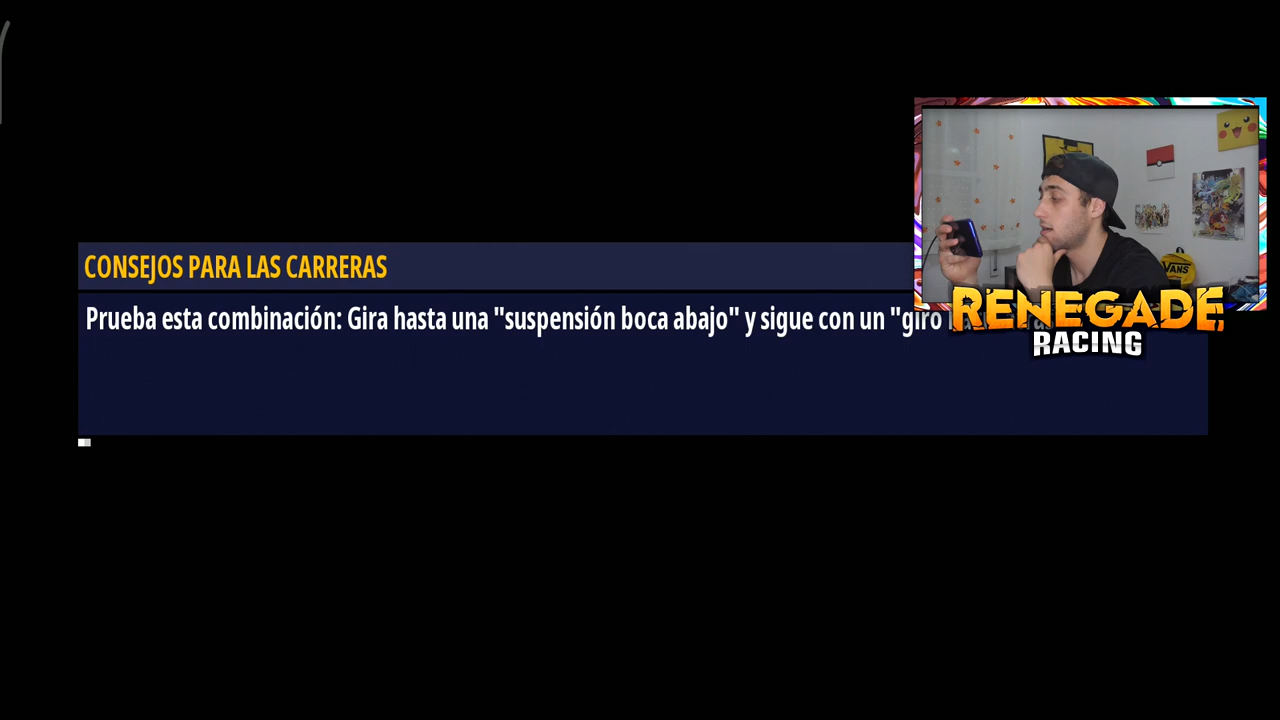 CONSEJOS PARA LAS CARRERAS
Prueba esta combinación: Gira hasta una "suspensión boca abajo" y sigue con un "giro
VANS
RENEGADE
RACING